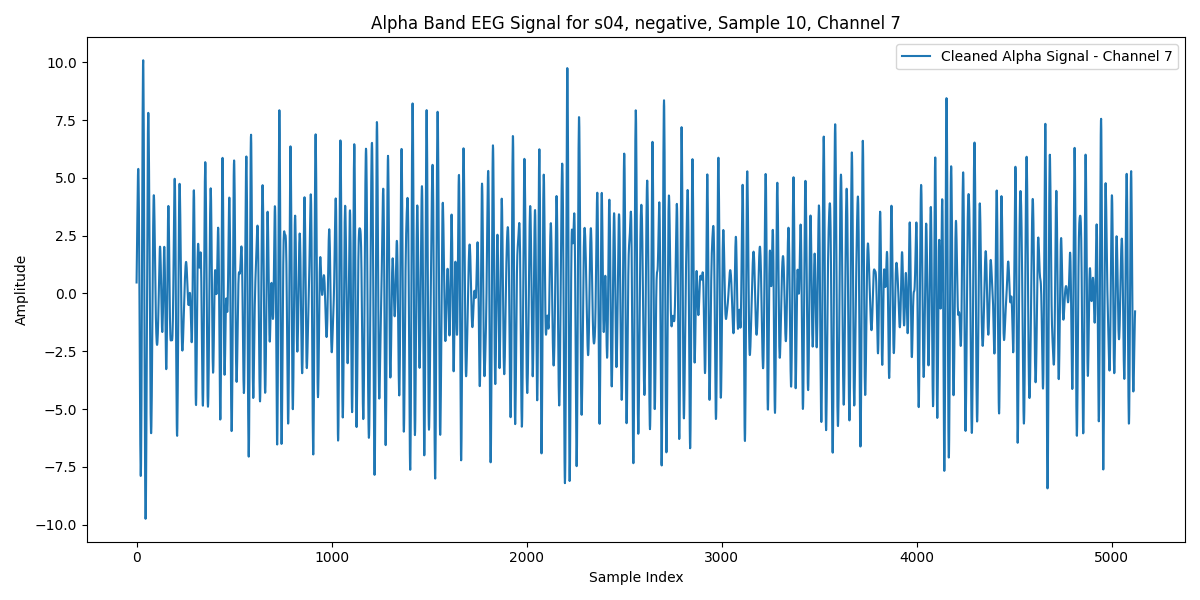 Alpha Band EEG Signal for s04, negative, Sample 10, Channel 7
Cleaned Alpha Signal - Channel 7
10.0
7.5
5.0
2.5
0.0
−2.5
−5.0
−7.5
−10.0
Amplitude
0 1000 2000 3000 4000 5000
Sample Index